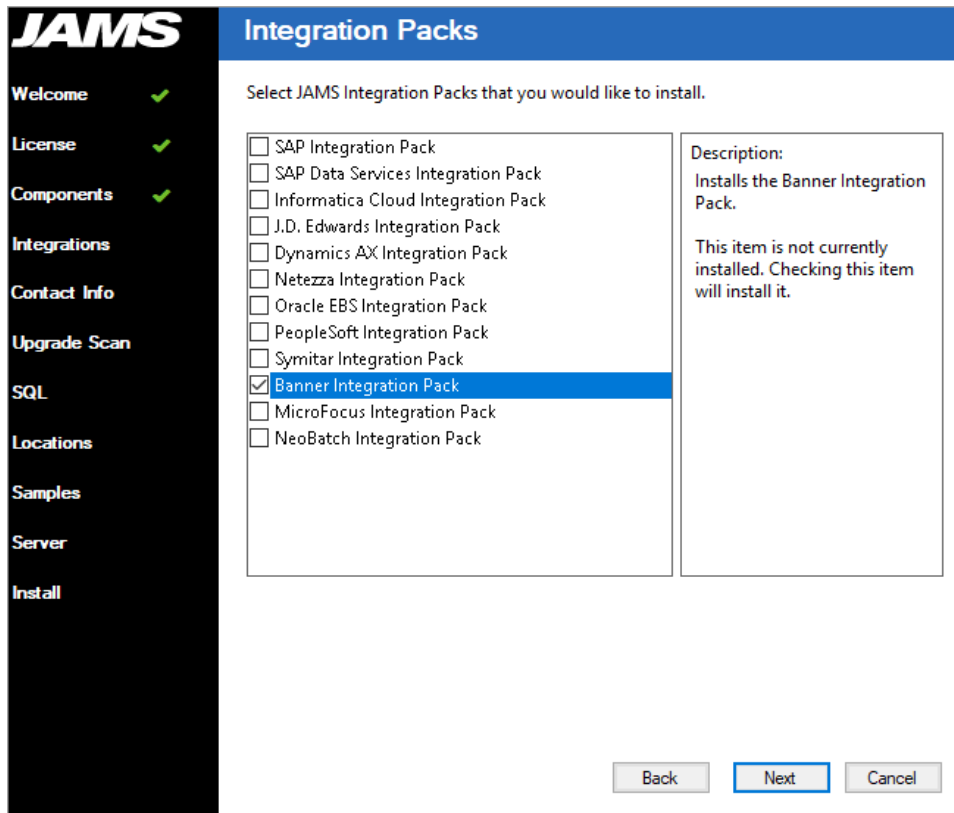 JAMS
Integration Packs
Welcome
License
Components
Integrations
Contact Info
Upgrade Scan
SQL
Locations
Samples
Server
Install
Select JAMS Integration Packs that you would like to install.
SAP Integration Pack
SAP Data Services Integration Pack
Informatica Cloud Integration Pack
J.D. Edwards Integration Pack
Dynamics AX Integration Pack
Netezza Integration Pack
Oracle EBS Integration Pack
PeopleSoft Integration Pack
Symitar Integration Pack
Banner Integration Pack
MicroFocus Integration Pack
NeoBatch Integration Pack
Description:
Installs the Banner Integration
Pack.
This item is not currently
installed. Checking this item
will install it.
Back
Next
Cancel